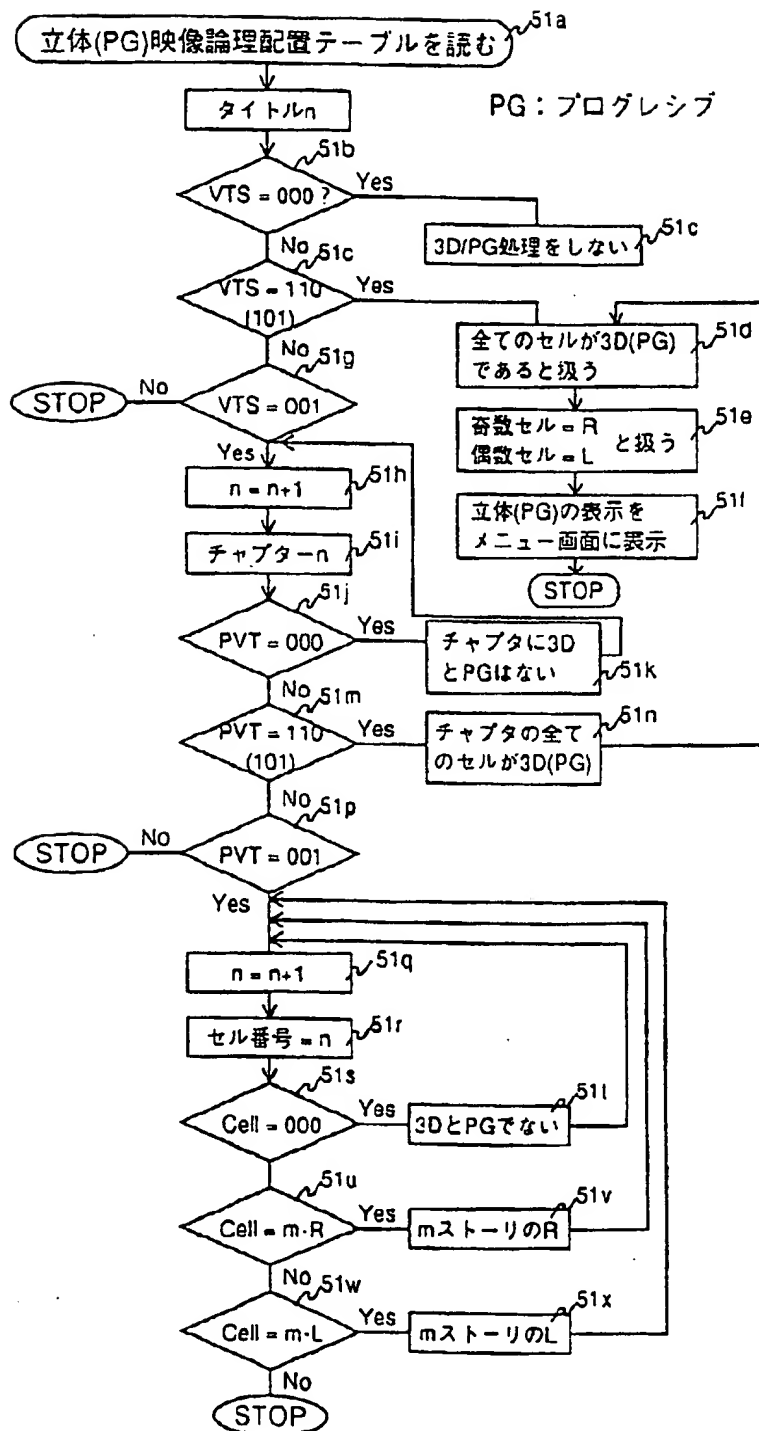 立体(PG)映像論理配置テーブルを読む
51a
タイトルn
PG：プログレシブ
51b
VTS = 000 ?
Yes
3D/PG処理をしない
51c
No
51c
VTS = 110
(101)
Yes
全てのセルが3D(PG)
であると扱う
51d
No
51g
VTS = 001
No
STOP
奇数セル = R
偶数セル = L
と扱う
51e
Yes
n = n+1
51h
立体(PG)の表示を
メニュー画面に表示
51f
STOP
チャプターn
51i
51j
PVT = 000
Yes
チャプタに3D
とPGはない
51k
No
51m
PVT = 110
(101)
Yes
チャプタの全て
のセルが3D(PG)
51n
No
51p
PVT = 001
No
STOP
Yes
n = n+1
51q
セル番号 = n
51r
51s
Cell = 000
Yes
3DとPGでない
51t
51u
Cell = m·R
Yes
mストーリのR
51v
No
51w
Cell = m·L
Yes
mストーリのL
51x
No
STOP